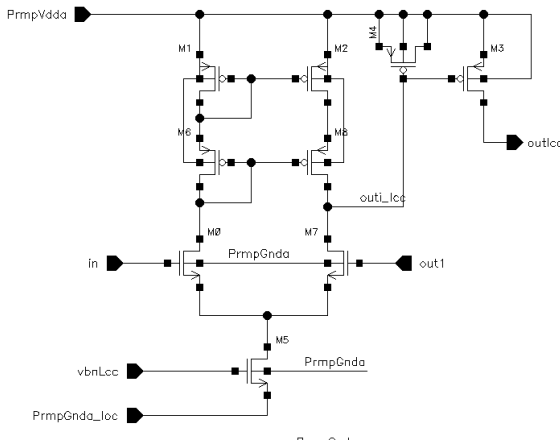 PrmpVdda
M1
M2
M4
M3
M6
M8
outlcc
outi_lcc
MØ
M7
PrmpGnda
in
out1
M5
PrmpGnda
vbnLcc
PrmpGnda_loc